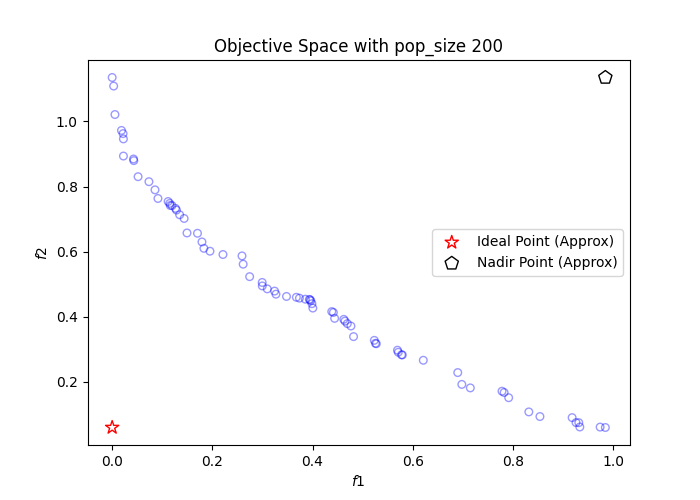 Objective Space with pop_size 200
f2
1.0
0.8
0.6
0.4
0.2
Ideal Point (Approx)
Nadir Point (Approx)
0.0 0.2 0.4 0.6 0.8 1.0
f1